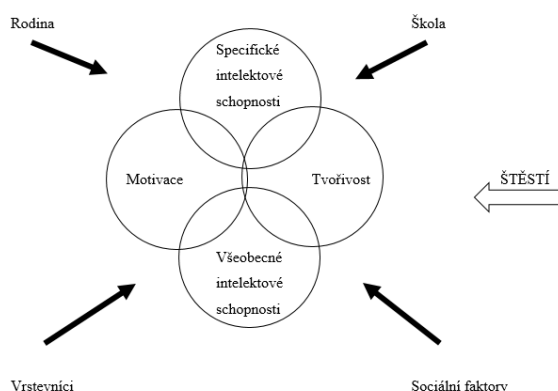 Rodina
Škola
Specifické
intelektové
schopnosti
Motivace
Tvořivost
ŠTĚSTÍ
Všeobecné
intelektové
schopnosti
Vrstevníci
Sociální faktory